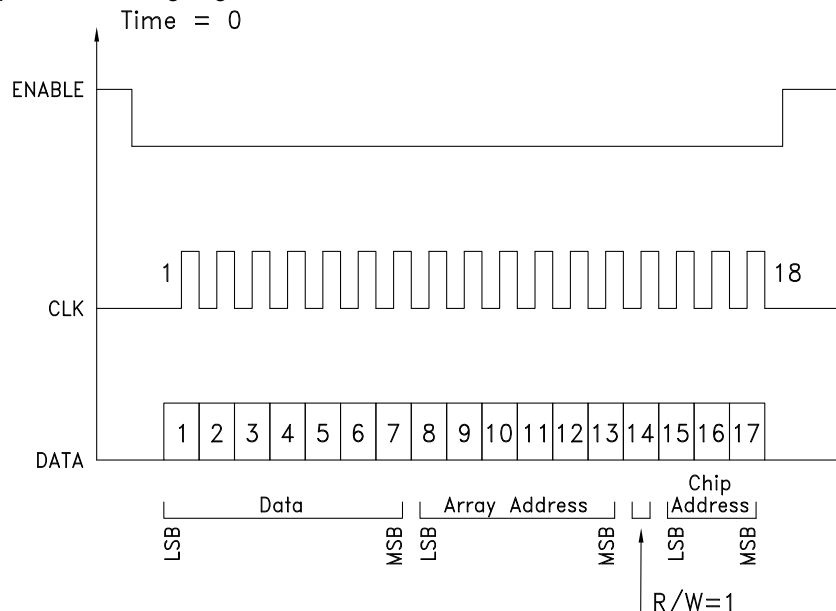 Time = 0
ENABLE
1
18
CLK
1 2 3 4 5 6 7 8 9 10 11 12 13 14 15 16 17
DATA
Data
Array Address
Chip
Address
LSB
MSB
LSB
MSB
LSB
MSB
R/W=1